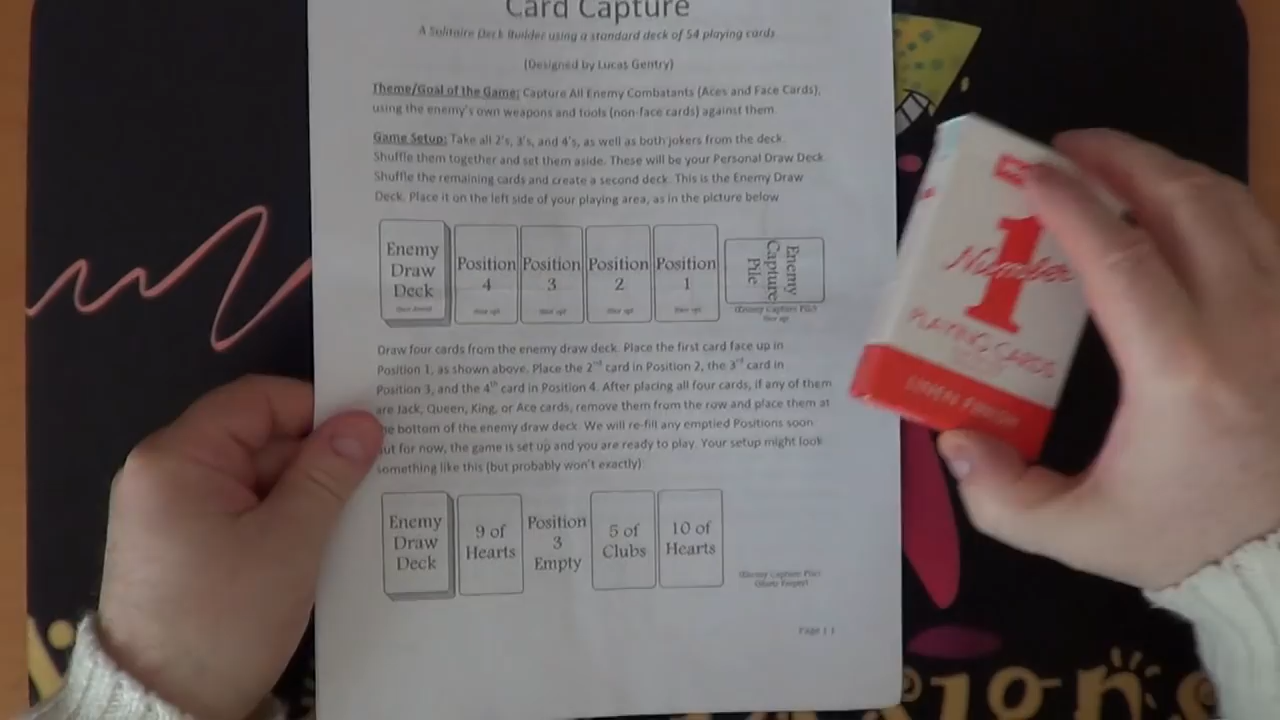 Card Capture
A Solitaire Deck Builder using a standard deck of 54 playing cards
(Designed by Lucas Gentry)
Theme/Goal of the Game: Capture All Enemy Combatants (Aces and Face Cards),
using the enemy's own weapons and tools (non-face cards) against them.
Game Setup: Take all 2's, 3's, and 4's, as well as both jokers from the deck.
Shuffle them together and set them aside. These will be your Personal Draw Deck.
Shuffle the remaining cards and create a second deck. This is the Enemy Draw
Deck. Place it on the left side of your playing area, as in the picture below
Enemy
Draw
Deck
Position
4
Position
3
Position
2
Position
1
Enemy
Capture
Pile
(Enemy Capture Pile)
Draw four cards from the enemy draw deck. Place the first card face up in
Position 1, as shown above. Place the 2nd card in Position 2, the 3rd card in
Position 3, and the 4th card in Position 4. After placing all four cards, if any of them
are Jack, Queen, King, or Ace cards, remove them from the row and place them at
he bottom of the enemy draw deck. We will re-fill any emptied Positions soon
ut for now, the game is set up and you are ready to play. Your setup might look
something like this (but probably won't exactly):
Enemy
Draw
Deck
9 of
Hearts
Position
3
Empty
5 of
Clubs
10 of
Hearts
(Enemy Capture Pile)
Page | 1
1
Number
PLAYING CARDS
LINEN FINISH